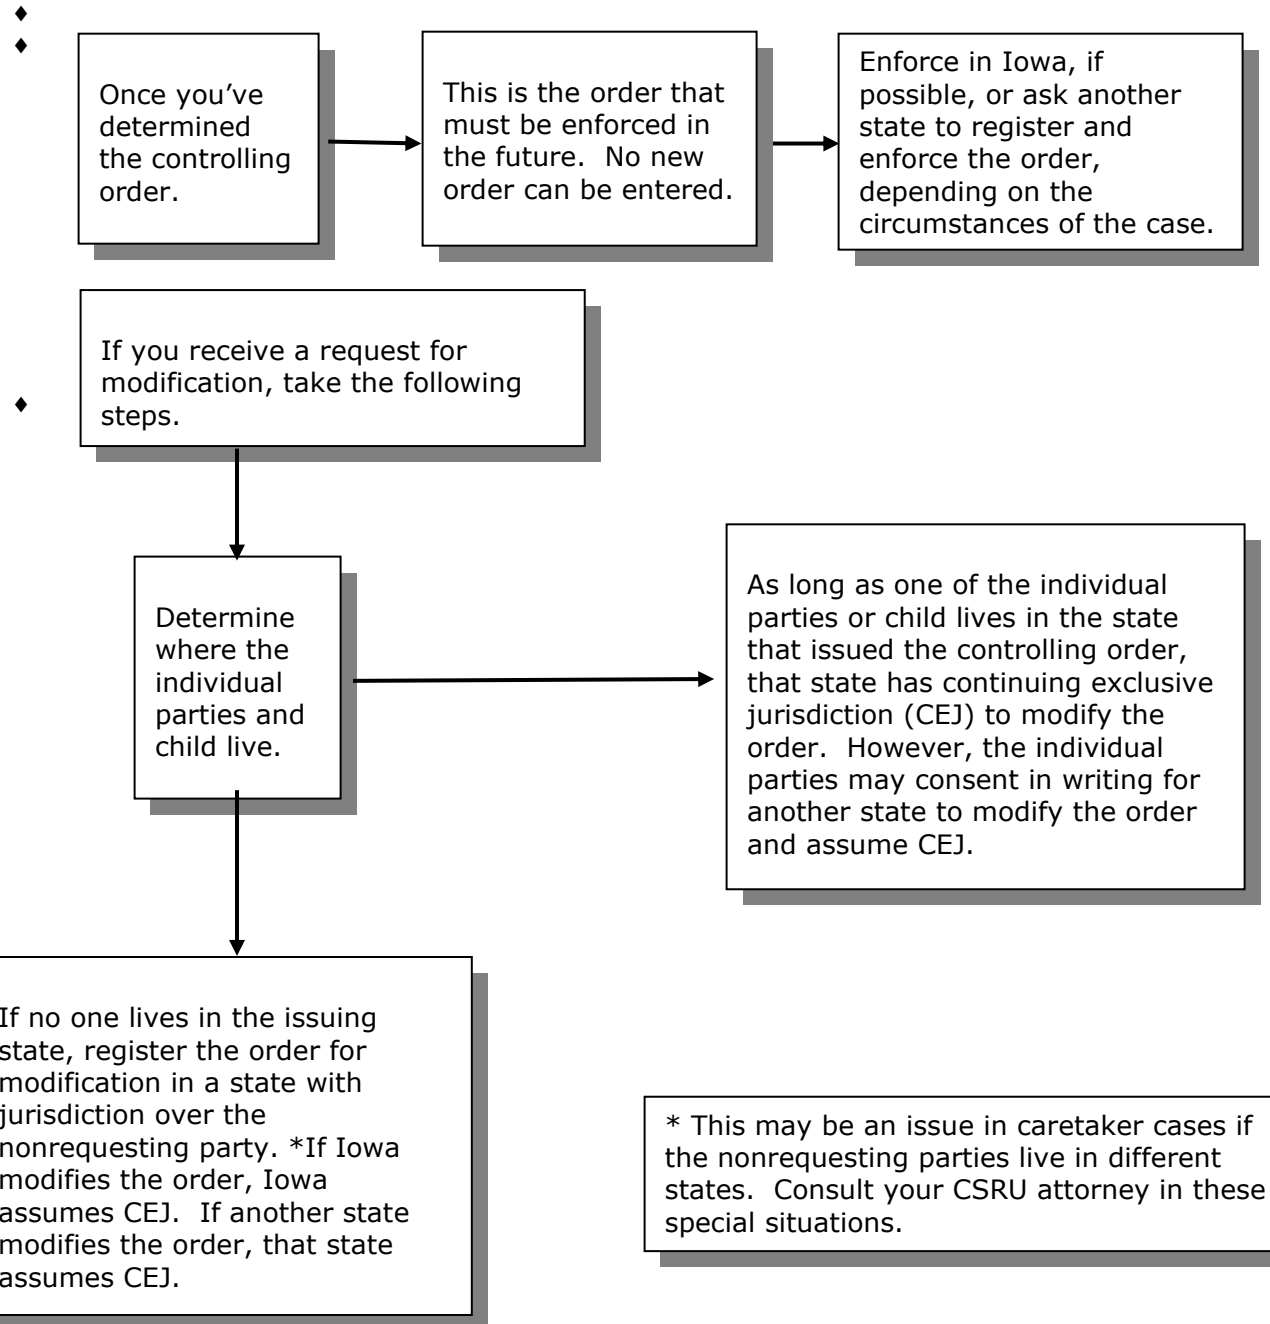 ♦
♦
Once you've
determined
the controlling
order.
This is the order that
must be enforced in
the future.  No new
order can be entered.
Enforce in Iowa, if
possible, or ask another
state to register and
enforce the order,
depending on the
circumstances of the case.
If you receive a request for
modification, take the following
steps.
♦
Determine
where the
individual
parties and
child live.
As long as one of the individual
parties or child lives in the state
that issued the controlling order,
that state has continuing exclusive
jurisdiction (CEJ) to modify the
order.  However, the individual
parties may consent in writing for
another state to modify the order
and assume CEJ.
If no one lives in the issuing
state, register the order for
modification in a state with
jurisdiction over the
nonrequesting party. *If Iowa
modifies the order, Iowa
assumes CEJ.  If another state
modifies the order, that state
assumes CEJ.
* This may be an issue in caretaker cases if
the nonrequesting parties live in different
states.  Consult your CSRU attorney in these
special situations.